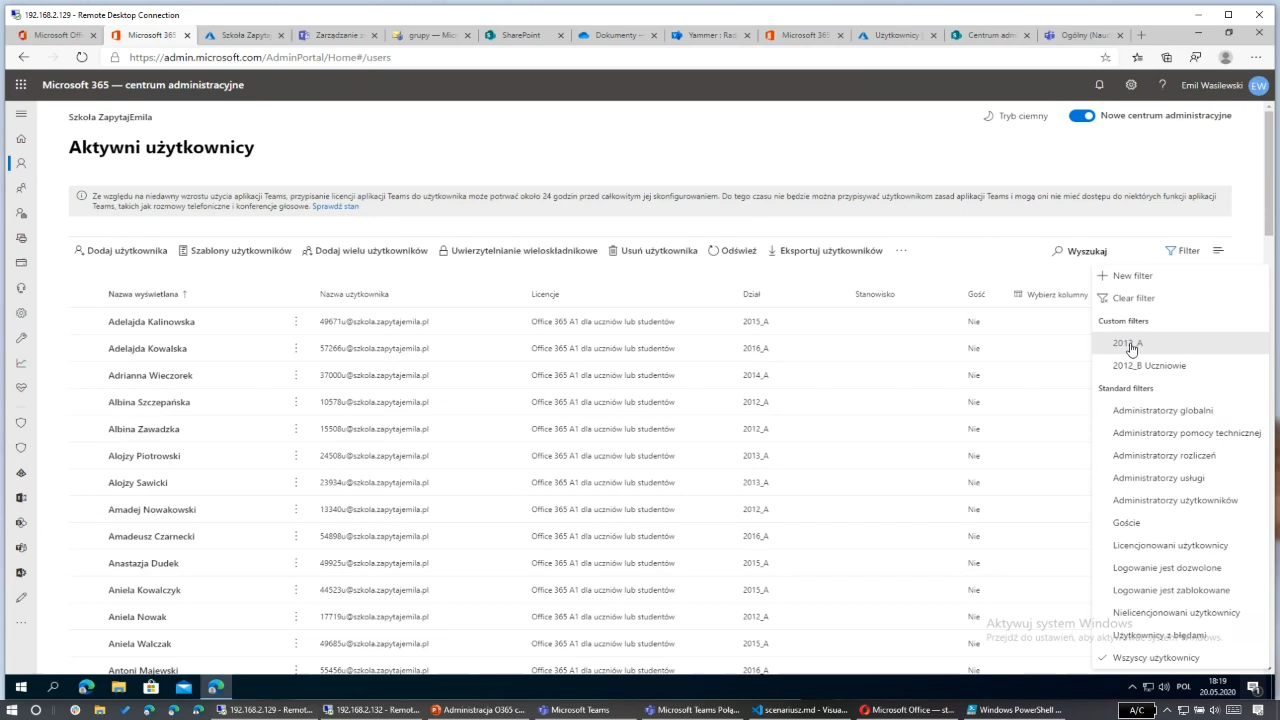 192.168.2.129 - Remote Desktop Connection
Microsoft Off
Microsoft 365
Szkoła Zapytaj
Zarządzanie z
grupy — Mic
SharePoint
Dokumenty —
Yammer : Rad
Microsoft 365
Użytkownicy
Centrum adm
Ogólny (Nauc
https://admin.microsoft.com/AdminPortal/Home#/users
Microsoft 365 — centrum administracyjne
Emil Wasilewski
EW
Szkoła ZapytajEmila
Tryb ciemny
Nowe centrum administracyjne
Aktywni użytkownicy
Ze względu na niedawny wzrostu użycia aplikacji Teams, przypisanie licencji aplikacji Teams do użytkownika może potrwać około 24 godzin przed całkowitym jej skonfigurowaniem. Do tego czasu nie będzie można przypisywać użytkownikom zasad aplikacji Teams i mogą oni nie mieć dostępu do niektórych funkcji aplikacji
Teams, takich jak rozmowy telefoniczne i konferencje głosowe. Sprawdź stan
Dodaj użytkownika
Szablony użytkowników
Dodaj wielu użytkowników
Uwierzytelnianie wieloskładnikowe
Usuń użytkownika
Odśwież
Eksportuj użytkowników
Wyszukaj
Filter
New filter
Clear filter
Custom filters
2012_B Uczniowie
Standard filters
Administratorzy globalni
Administratorzy pomocy technicznej
Administratorzy rozliczeń
Administratorzy usługi
Administratorzy użytkowników
Goście
Licencjonowani użytkownicy
Logowanie jest dozwolone
Logowanie jest zablokowane
Nielicencjonowani użytkownicy
Użytkownicy z błędami
Wszyscy użytkownicy
Nazwa wyświetlana ↑ Nazwa użytkownika Licencje Dział Stanowisko Gość Wybierz kolumny
Adelajda Kalinowska 49671u@szkola.zapytajemila.pl Office 365 A1 dla uczniów lub studentów 2015_A Nie
Adelajda Kowalska 57266u@szkola.zapytajemila.pl Office 365 A1 dla uczniów lub studentów 2016_A Nie
Adrianna Wieczorek 37000u@szkola.zapytajemila.pl Office 365 A1 dla uczniów lub studentów 2014_A Nie
Albina Szczepańska 10578u@szkola.zapytajemila.pl Office 365 A1 dla uczniów lub studentów 2012_A Nie
Albina Zawadzka 15508u@szkola.zapytajemila.pl Office 365 A1 dla uczniów lub studentów 2012_A Nie
Alojzy Piotrowski 24508u@szkola.zapytajemila.pl Office 365 A1 dla uczniów lub studentów 2013_A Nie
Alojzy Sawicki 23934u@szkola.zapytajemila.pl Office 365 A1 dla uczniów lub studentów 2013_A Nie
Amadej Nowakowski 13340u@szkola.zapytajemila.pl Office 365 A1 dla uczniów lub studentów 2012_A Nie
Amadeusz Czarnecki 54898u@szkola.zapytajemila.pl Office 365 A1 dla uczniów lub studentów 2016_A Nie
Anastazja Dudek 49925u@szkola.zapytajemila.pl Office 365 A1 dla uczniów lub studentów 2015_A Nie
Aniela Kowalczyk 44523u@szkola.zapytajemila.pl Office 365 A1 dla uczniów lub studentów 2015_A Nie
Aniela Nowak 17719u@szkola.zapytajemila.pl Office 365 A1 dla uczniów lub studentów 2012_A Nie
Aniela Walczak 49685u@szkola.zapytajemila.pl Office 365 A1 dla uczniów lub studentów 2015_A Nie
Antoni Majewski 55456u@szkola.zapytajemila.pl Office 365 A1 dla uczniów lub studentów 2016_A Nie
Aktywuj system Windows
Przejdź do ustawień, aby aktywować system Windows.
POL
18:19
20.05.2020
192.168.2.129 - Remot...
192.168.2.132 - Remot...
Administracja O365 c...
Microsoft Teams
Microsoft Teams Połą...
scenariusz.md - Visua...
Microsoft Office — st...
Windows PowerShell ...
A/C